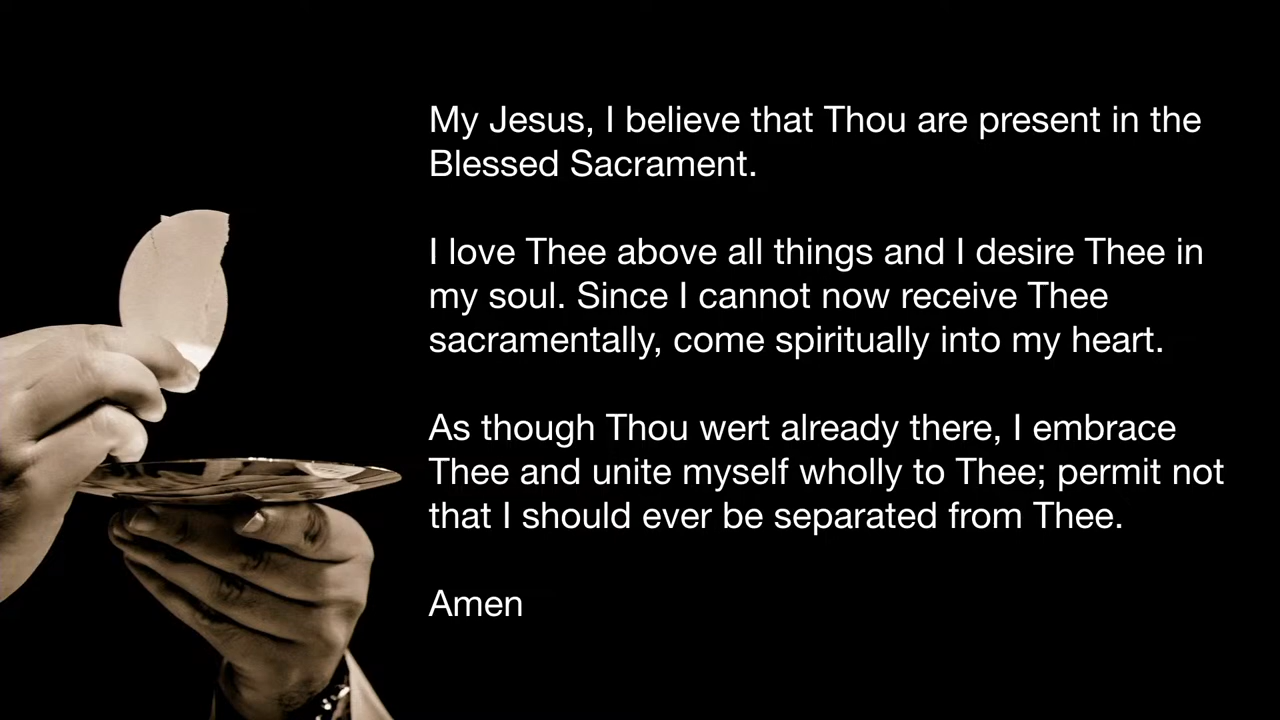 My Jesus, I believe that Thou are present in the
Blessed Sacrament.
I love Thee above all things and I desire Thee in
my soul. Since I cannot now receive Thee
sacramentally, come spiritually into my heart.
As though Thou wert already there, I embrace
Thee and unite myself wholly to Thee; permit not
that I should ever be separated from Thee.
Amen